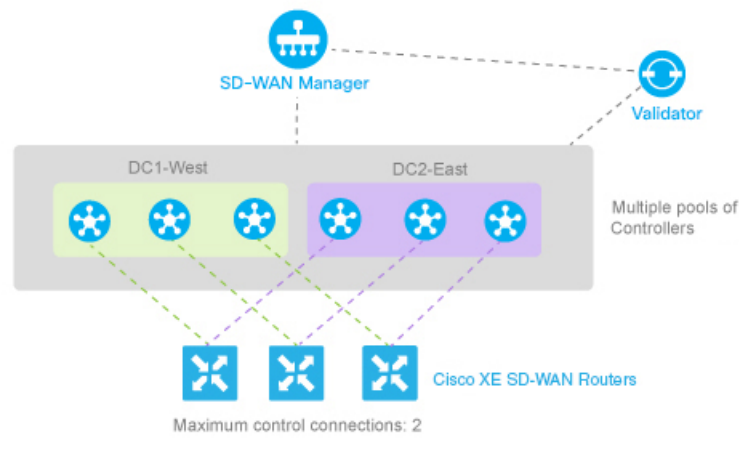 SD-WAN Manager
Validator
DC1-West
DC2-East
Multiple pools of
Controllers
Cisco XE SD-WAN Routers
Maximum control connections: 2